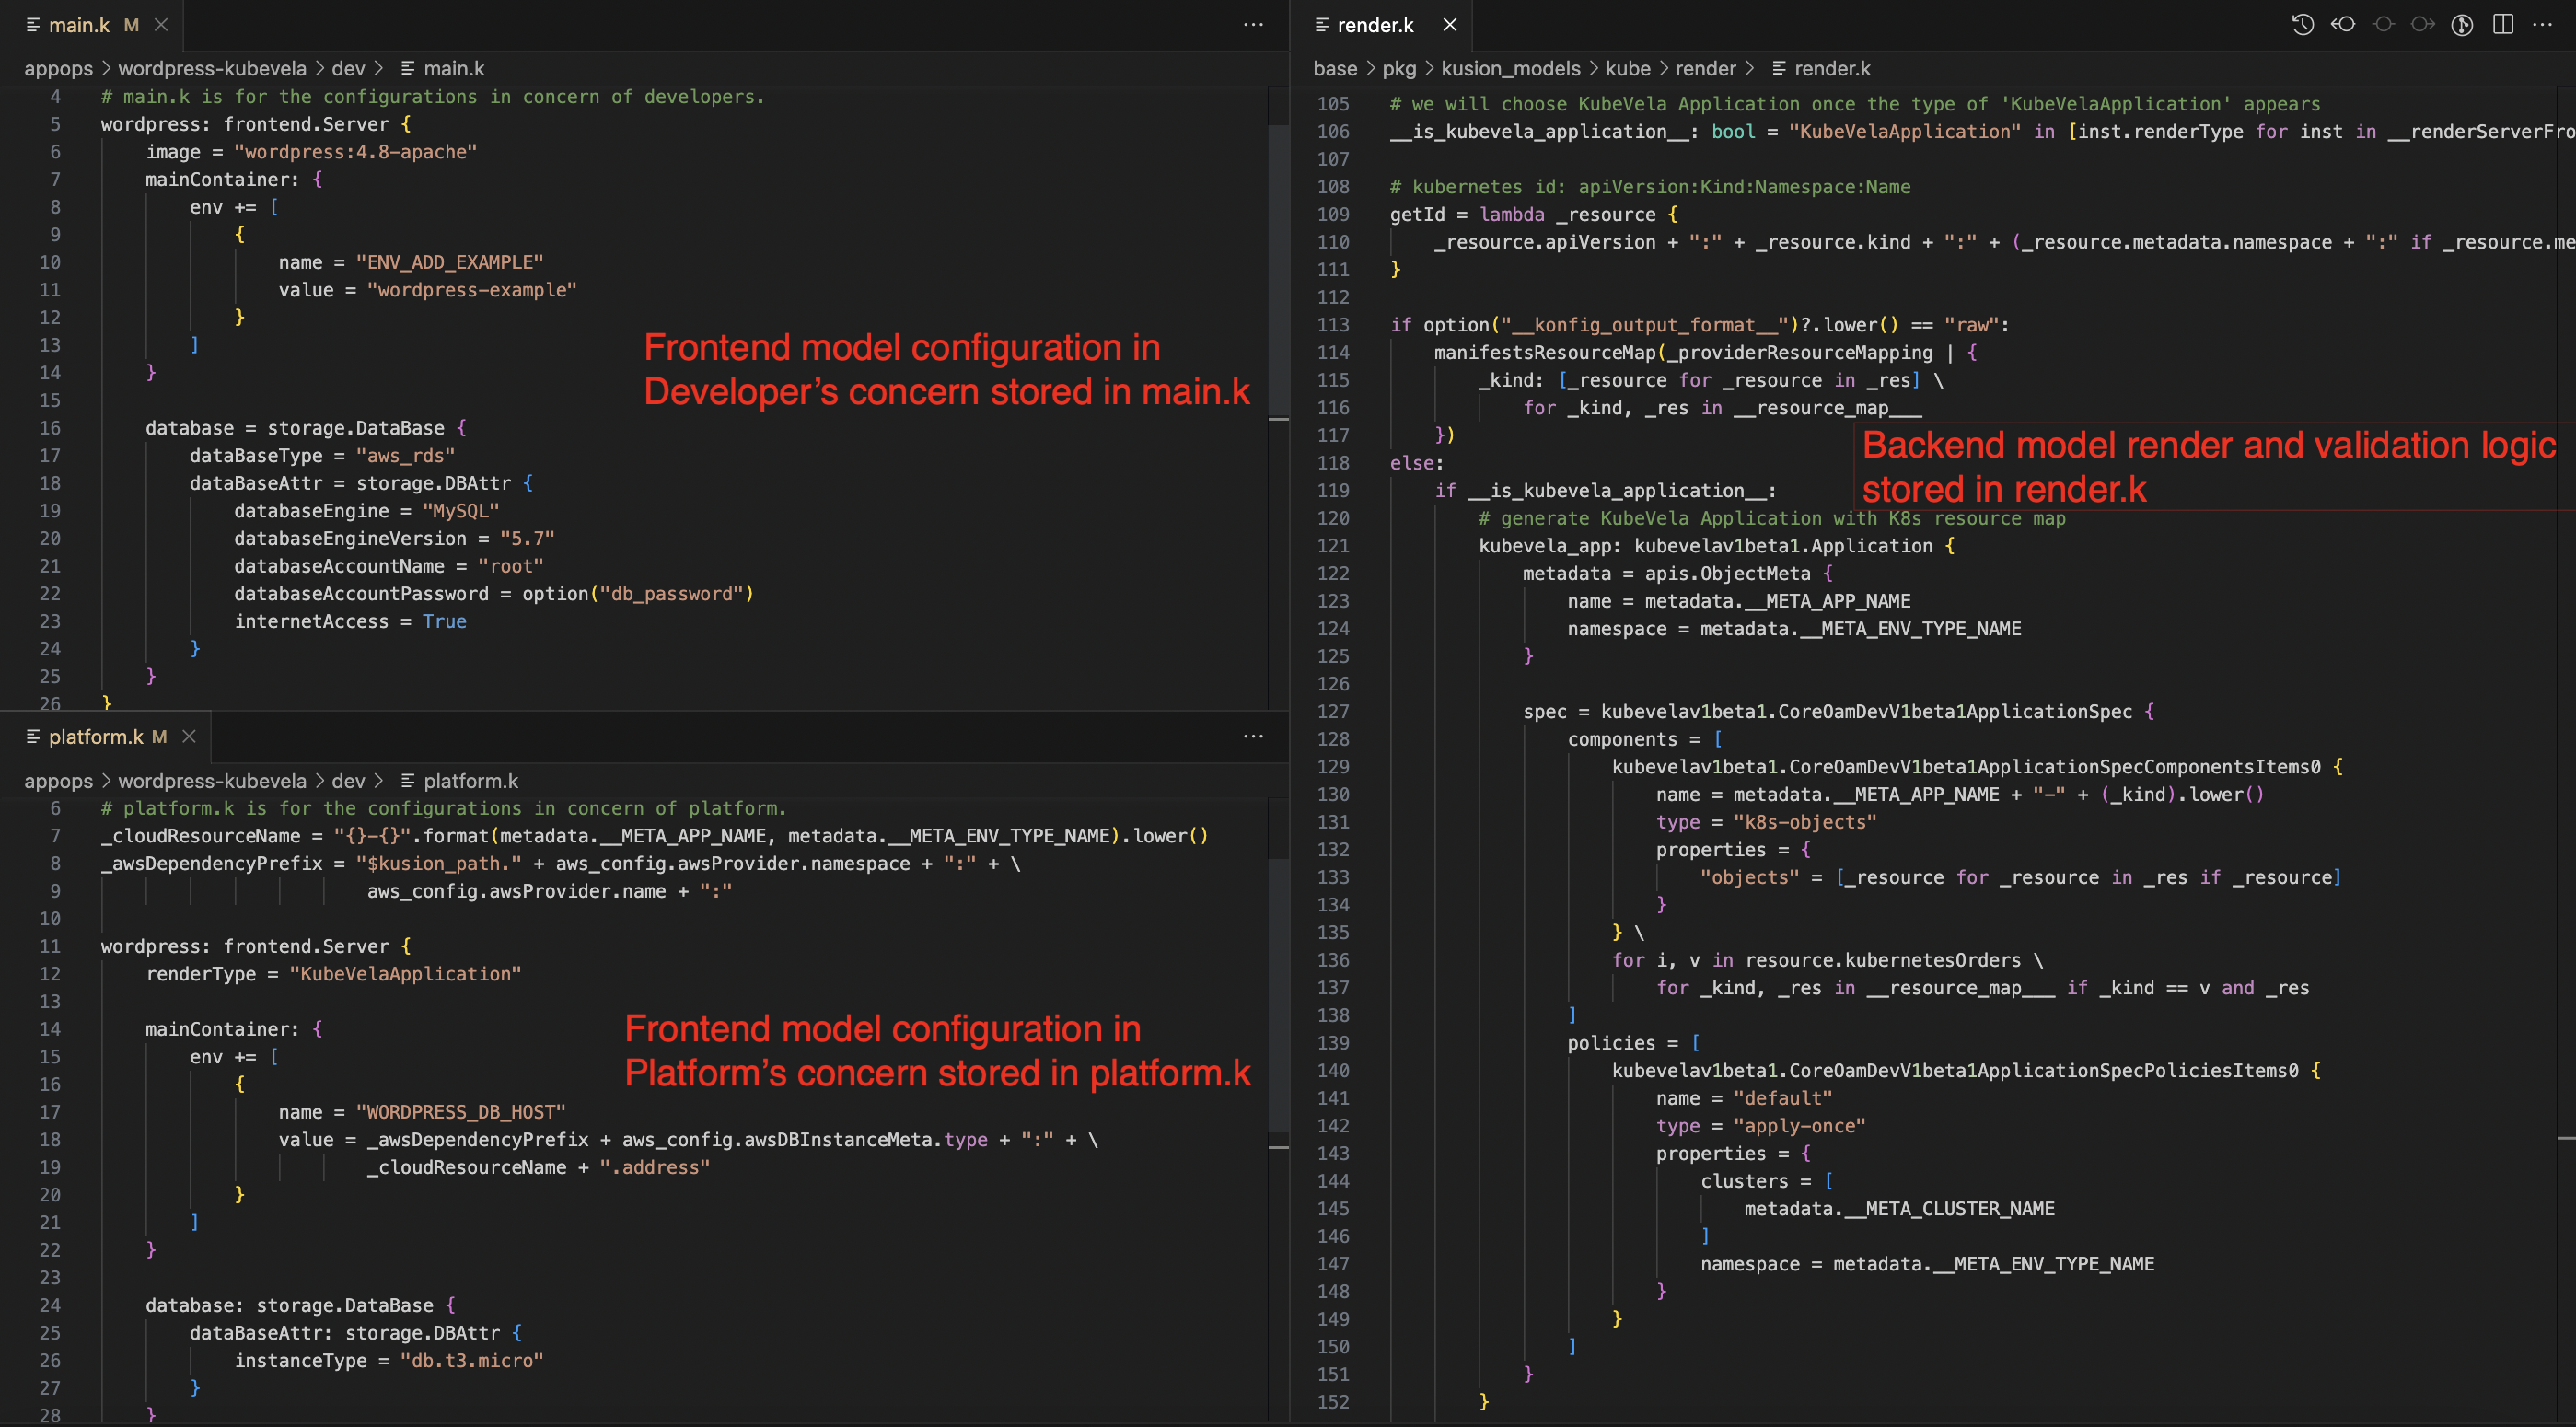 main.k M
appops > wordpress-kubevela > dev > main.k
4 # main.k is for the configurations in concern of developers.
5 wordpress: frontend.Server {
6 image = "wordpress:4.8-apache"
7 mainContainer: {
8 env += [
9 {
10 name = "ENV_ADD_EXAMPLE"
11 value = "wordpress-example"
12 }
13 ]
14 }
15
16 database = storage.DataBase {
17 dataBaseType = "aws_rds"
18 dataBaseAttr = storage.DBAttr {
19 databaseEngine = "MySQL"
20 databaseEngineVersion = "5.7"
21 databaseAccountName = "root"
22 databaseAccountPassword = option("db_password")
23 internetAccess = True
24 }
25 }
26 }
Frontend model configuration in
Developer’s concern stored in main.k
platform.k M
appops > wordpress-kubevela > dev > platform.k
6 # platform.k is for the configurations in concern of platform.
7 _cloudResourceName = "{}-{}".format(metadata.__META_APP_NAME, metadata.__META_ENV_TYPE_NAME).lower()
8 _awsDependencyPrefix = "$kusion_path." + aws_config.awsProvider.namespace + ":" + \
9 aws_config.awsProvider.name + ":"
10
11 wordpress: frontend.Server {
12 renderType = "KubeVelaApplication"
13
14 mainContainer: {
15 env += [
16 {
17 name = "WORDPRESS_DB_HOST"
18 value = _awsDependencyPrefix + aws_config.awsDBInstanceMeta.type + ":" + \
19 _cloudResourceName + ".address"
20 }
21 ]
22 }
23
24 database: storage.DataBase {
25 dataBaseAttr: storage.DBAttr {
26 instanceType = "db.t3.micro"
27 }
28 }
Frontend model configuration in
Platform’s concern stored in platform.k
render.k
base > pkg > kusion_models > kube > render > render.k
105 # we will choose KubeVela Application once the type of 'KubeVelaApplication' appears
106 __is_kubevela_application__: bool = "KubeVelaApplication" in [inst.renderType for inst in __renderServerFro
107
108 # kubernetes id: apiVersion:Kind:Namespace:Name
109 getId = lambda _resource {
110 _resource.apiVersion + ":" + _resource.kind + ":" + (_resource.metadata.namespace + ":" if _resource.me
111 }
112
113 if option("__konfig_output_format__")?.lower() == "raw":
114 manifestsResourceMap(_providerResourceMapping | {
115 _kind: [_resource for _resource in _res] \
116 for _kind, _res in __resource_map___
117 })
118 else:
119 if __is_kubevela_application__:
120 # generate KubeVela Application with K8s resource map
121 kubevela_app: kubevelav1beta1.Application {
122 metadata = apis.ObjectMeta {
123 name = metadata.__META_APP_NAME
124 namespace = metadata.__META_ENV_TYPE_NAME
125 }
126
127 spec = kubevelav1beta1.CoreOamDevV1beta1ApplicationSpec {
128 components = [
129 kubevelav1beta1.CoreOamDevV1beta1ApplicationSpecComponentsItems0 {
130 name = metadata.__META_APP_NAME + "-" + (_kind).lower()
131 type = "k8s-objects"
132 properties = {
133 "objects" = [_resource for _resource in _res if _resource]
134 }
135 } \
136 for i, v in resource.kubernetesOrders \
137 for _kind, _res in __resource_map___ if _kind == v and _res
138 ]
139 policies = [
140 kubevelav1beta1.CoreOamDevV1beta1ApplicationSpecPoliciesItems0 {
141 name = "default"
142 type = "apply-once"
143 properties = {
144 clusters = [
145 metadata.__META_CLUSTER_NAME
146 ]
147 namespace = metadata.__META_ENV_TYPE_NAME
148 }
149 }
150 ]
151 }
152 }
Backend model render and validation logic
stored in render.k